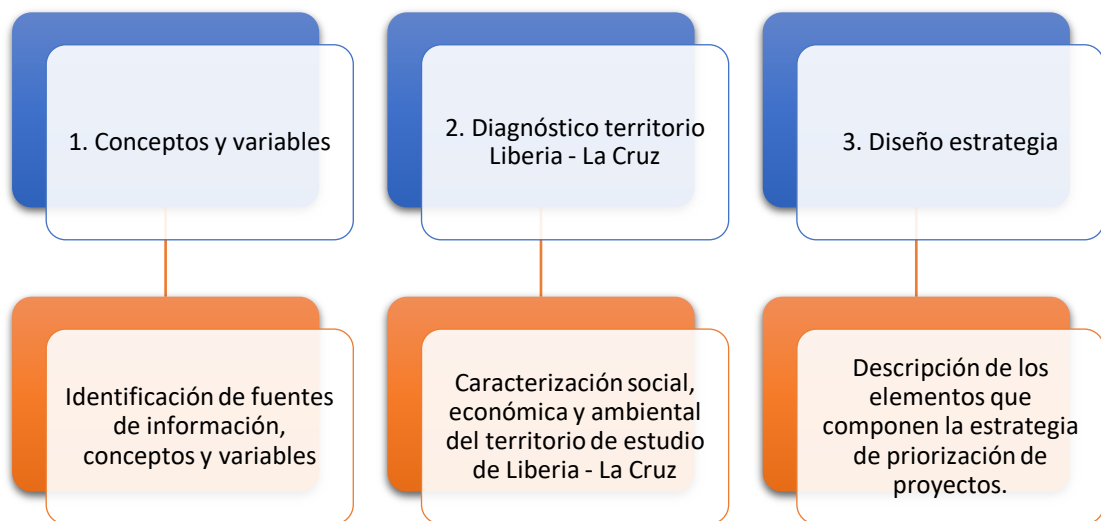 1. Conceptos y variables
2. Diagnóstico territorio
Liberia - La Cruz
3. Diseño estrategia
Identificación de fuentes
de información,
conceptos y variables
Caracterización social,
económica y ambiental
del territorio de estudio
de Liberia - La Cruz
Descripción de los
elementos que
componen la estrategia
de priorización de
proyectos.